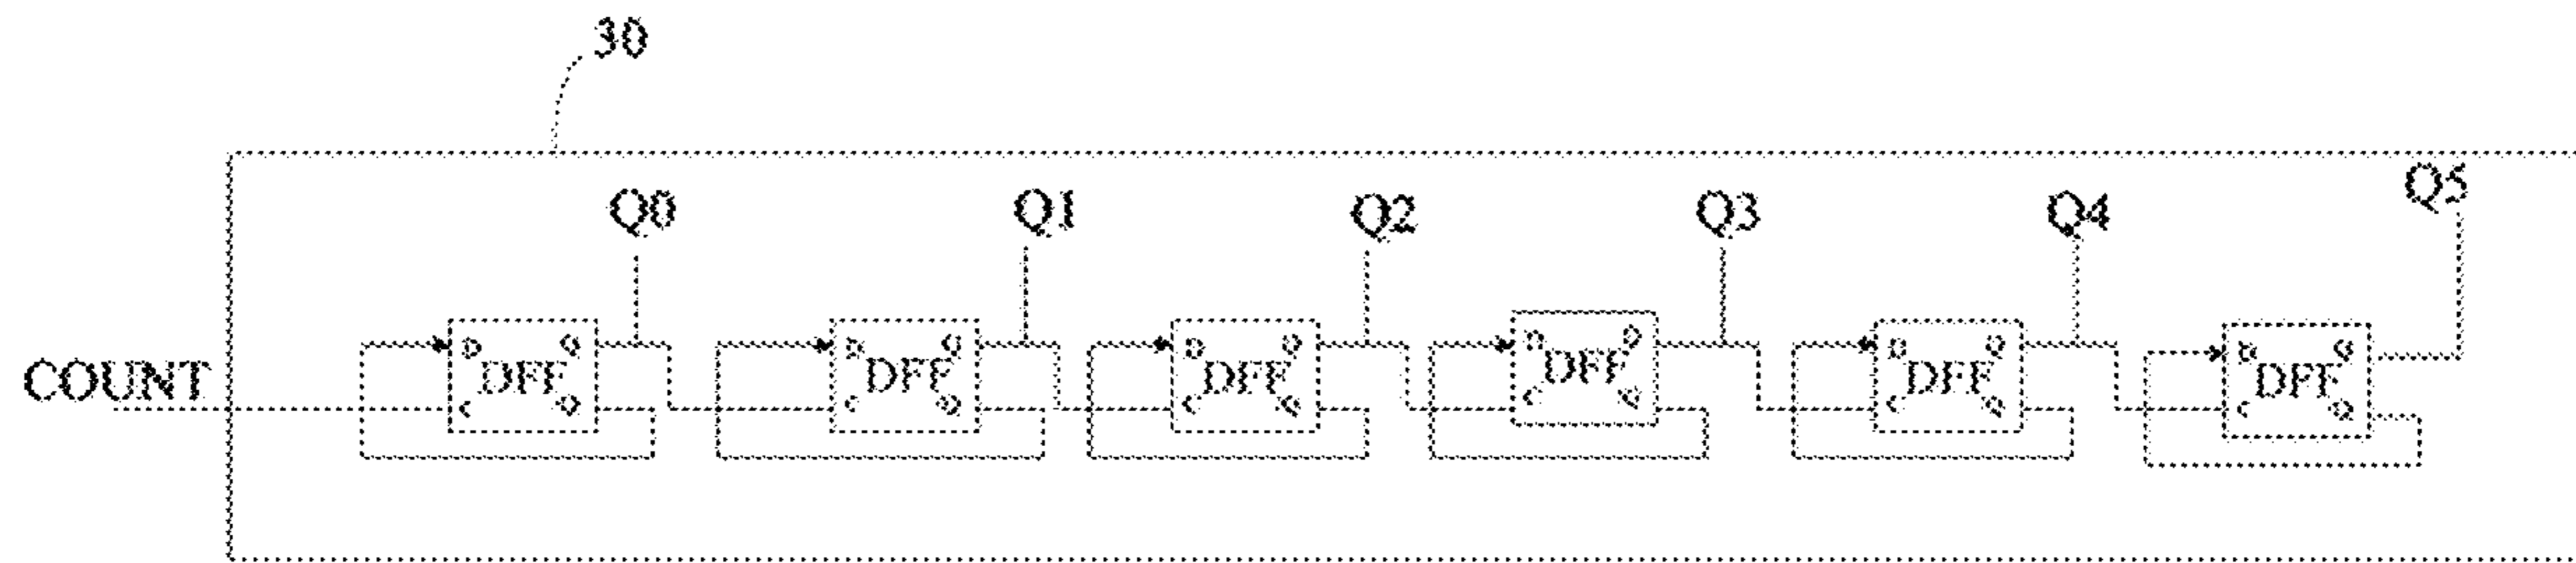 30
Q0 Q1 Q2 Q3 Q4 Q5
D Q D Q D Q D Q D Q D Q
COUNT DFF DFF DFF DFF DFF DFF
C Q C Q C Q C Q C Q C Q